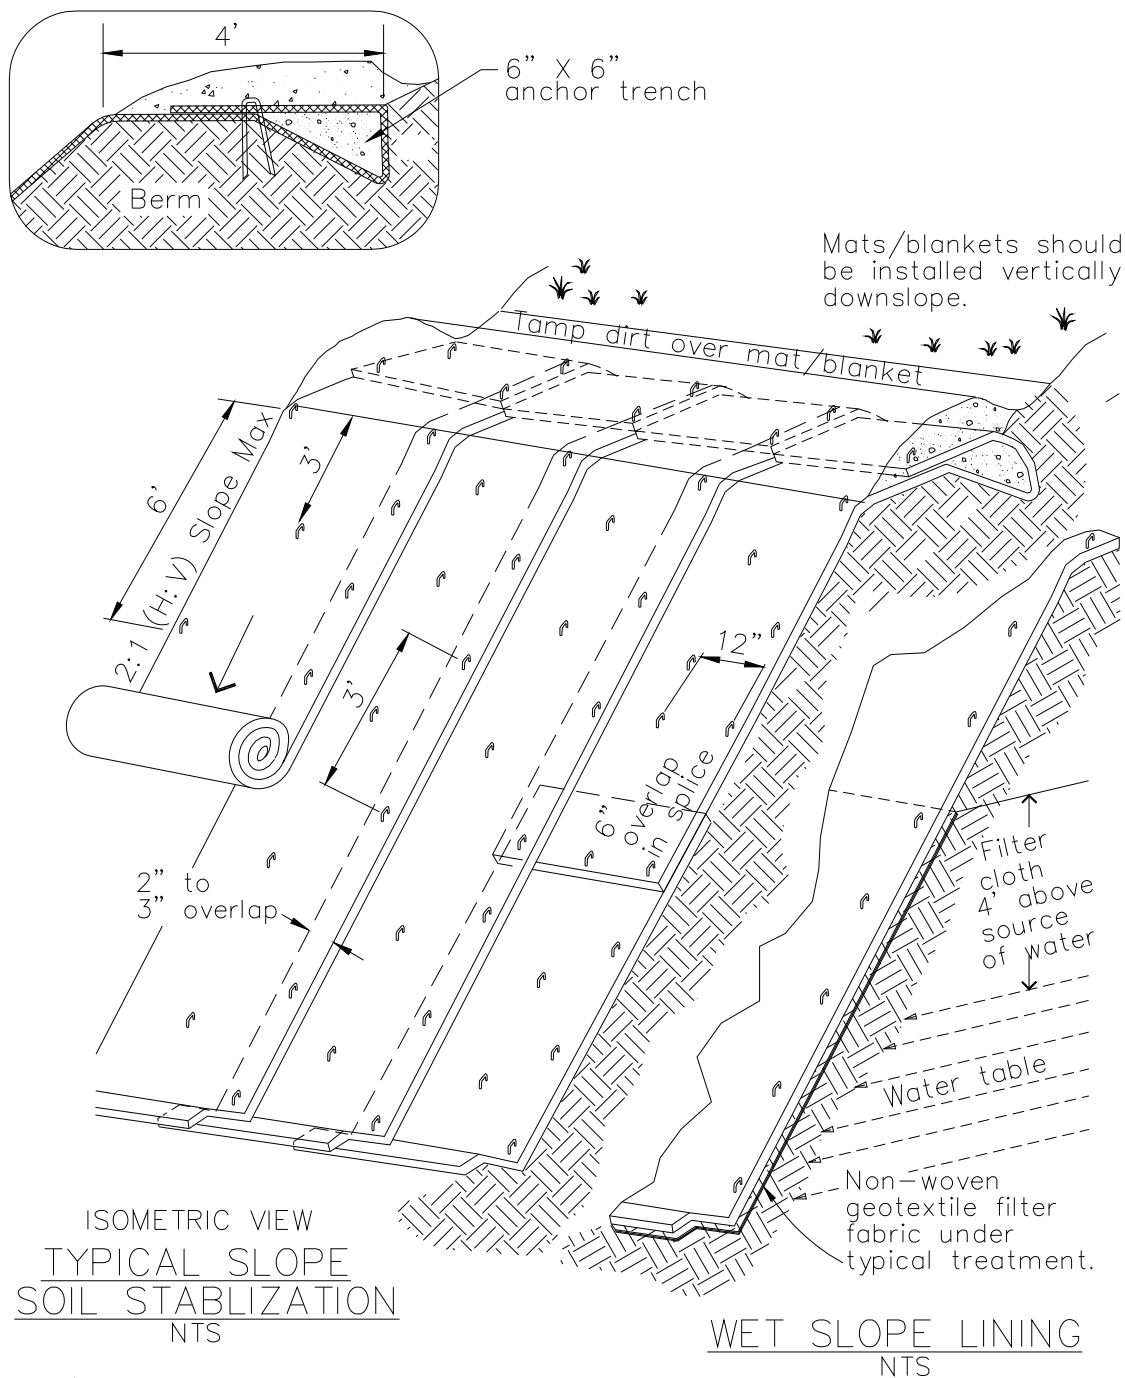 4'
6" X 6"
anchor trench
Berm
Mats/blankets should
be installed vertically
downslope.
Tamp dirt over mat/blanket
6'
2:1 (H:V) Slope Max
3'
12"
3'
6"
overlap
in splice
2" to
3" overlap
Filter
cloth
4' above
source
of water
Water table
Non-woven
geotextile filter
fabric under
typical treatment.
ISOMETRIC VIEW
TYPICAL SLOPE
SOIL STABLIZATION
NTS
WET SLOPE LINING
NTS